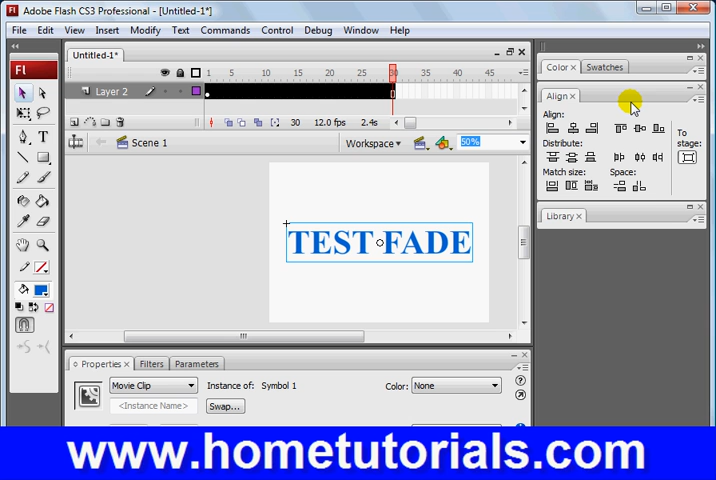 Adobe Flash CS3 Professional - [Untitled-1*]
File Edit View Insert Modify Text Commands Control Debug Window Help
Untitled-1*
Fl
1 5 10 15 20 25 30 35 40 45
Layer 2
30 12.0 fps 2.4s
Scene 1 Workspace 50%
Color Swatches
Align
Align:
To stage:
Distribute:
Match size: Space:
Library
TEST FADE
Properties Filters Parameters
Movie Clip Instance of: Symbol 1 Color: None
<Instance Name> Swap...
www.hometutorials.com